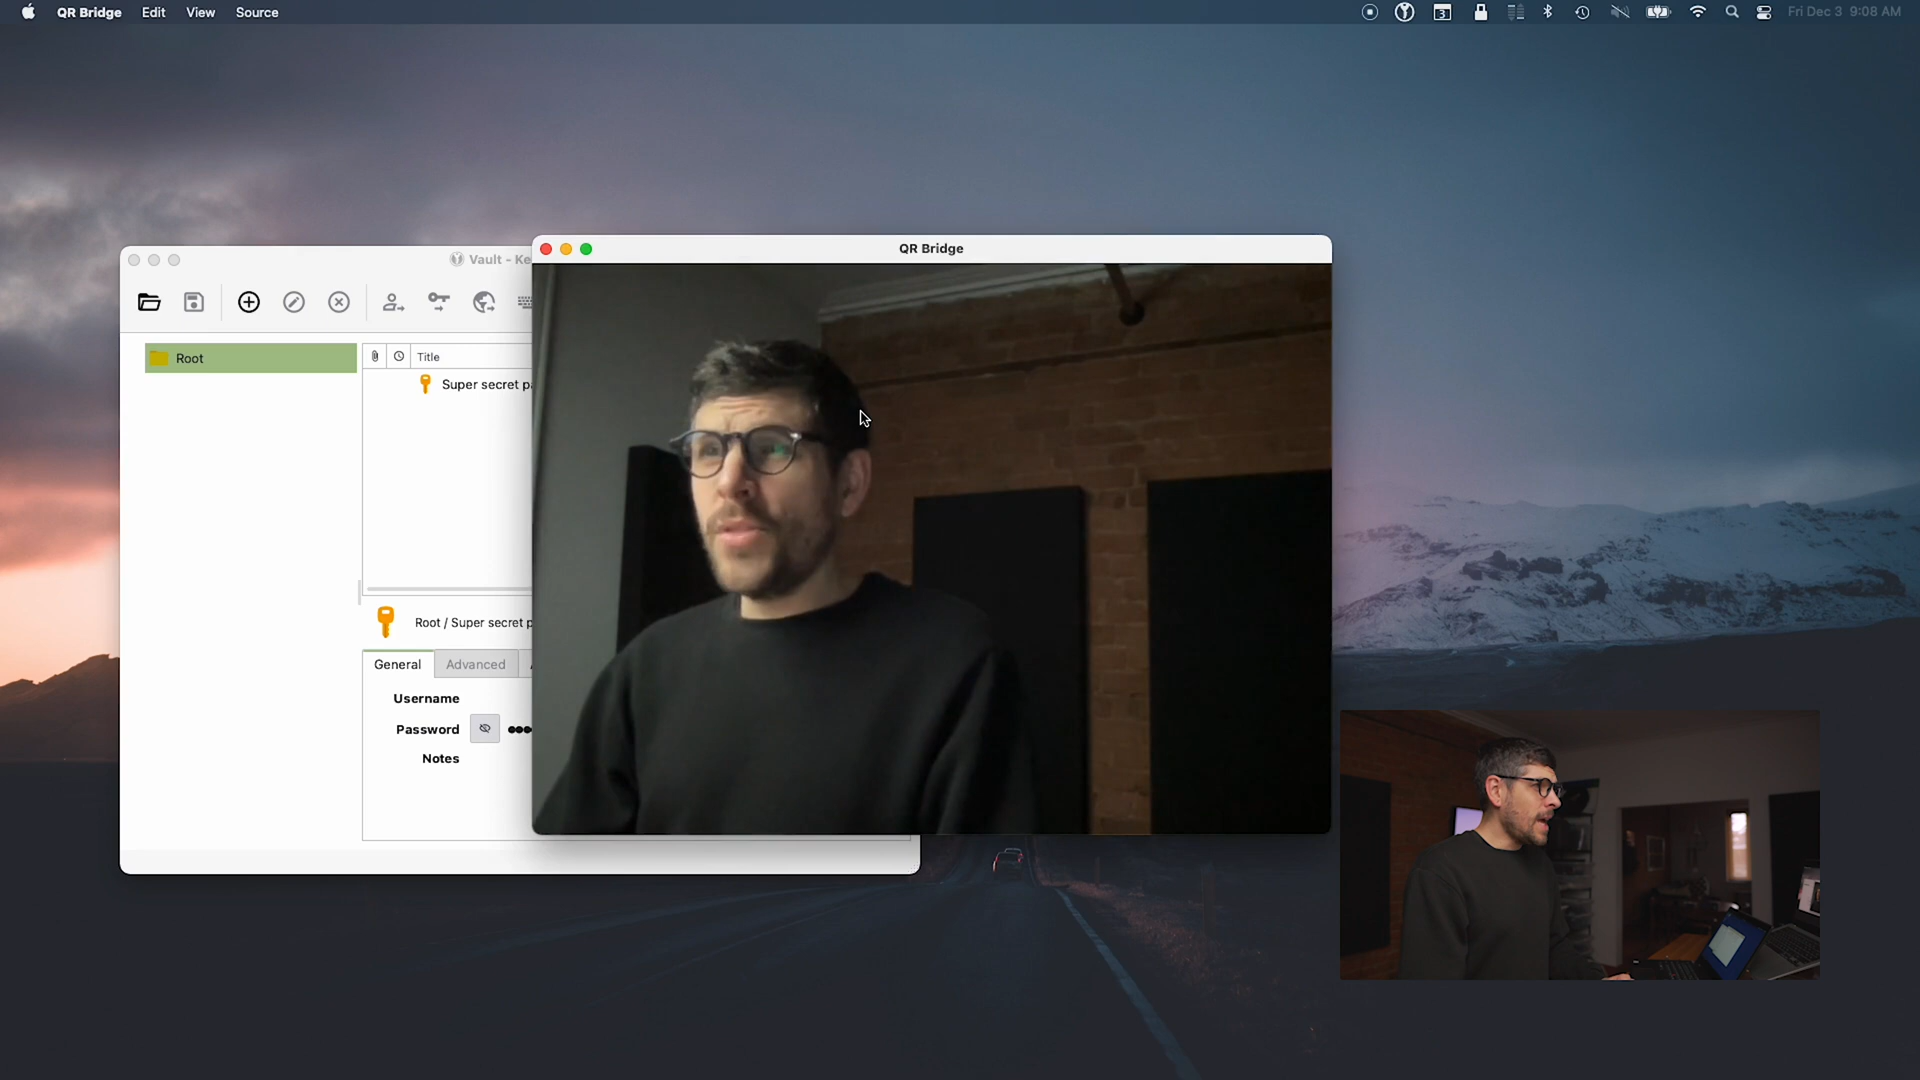 QR Bridge Edit View Source
3
Fri Dec 3 9:08 AM
QR Bridge
Vault - Ke
Root
Title
Super secret p
Root / Super secret p
General Advanced
Username
Password
Notes